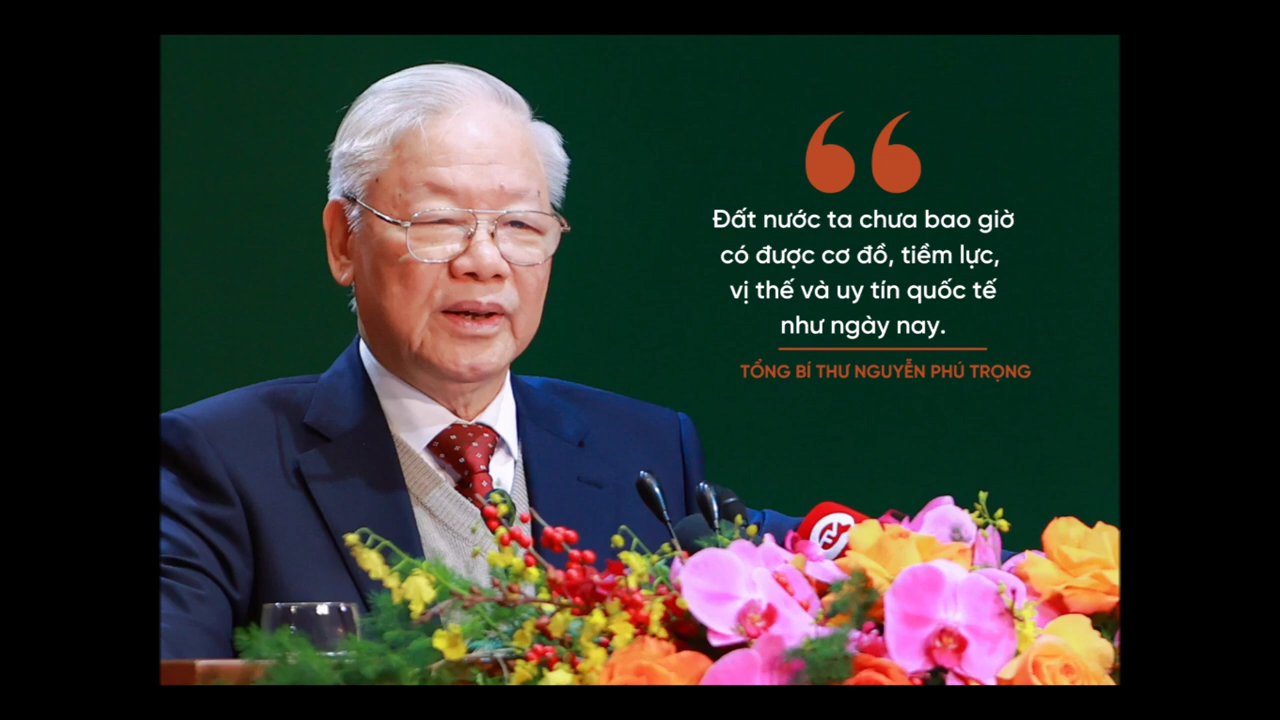 Đất nước ta chưa bao giờ
có được cơ đồ, tiềm lực,
vị thế và uy tín quốc tế
như ngày nay.
TỔNG BÍ THƯ NGUYỄN PHÚ TRỌNG